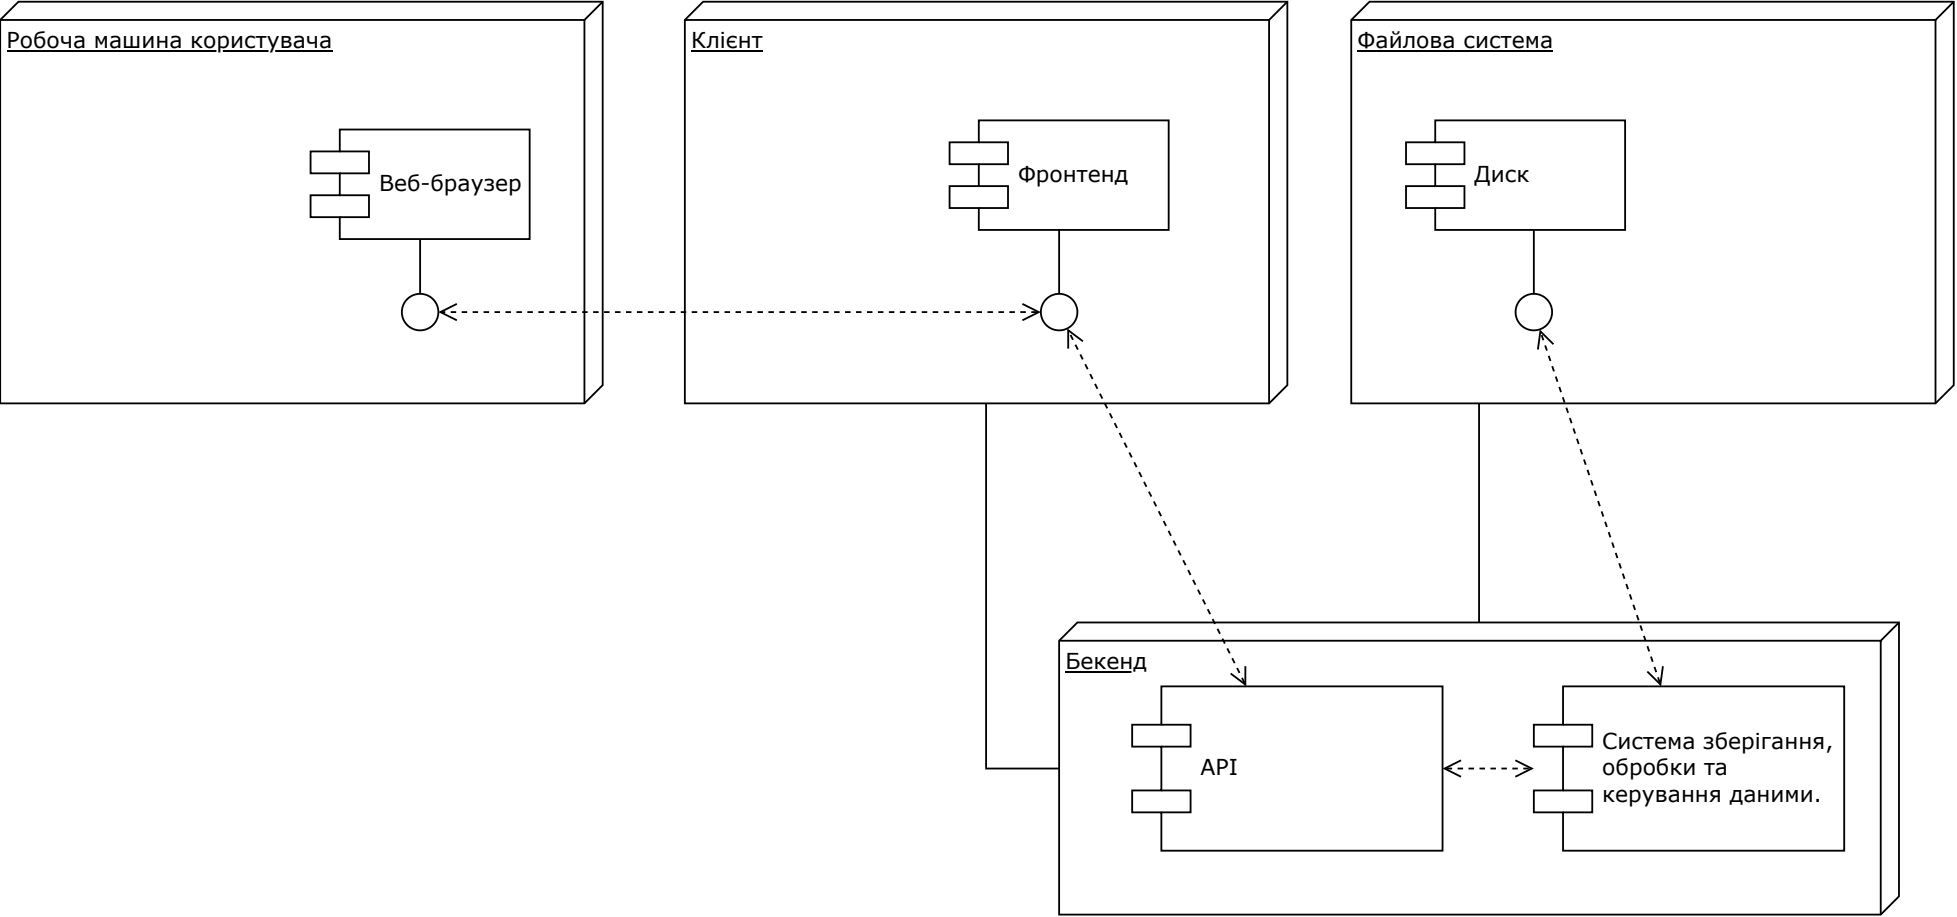 Робоча машина користувача
Клієнт
Файлова система
Веб-браузер
Фронтенд
Диск
Бекенд
API
Система зберігання,
обробки та
керування даними.